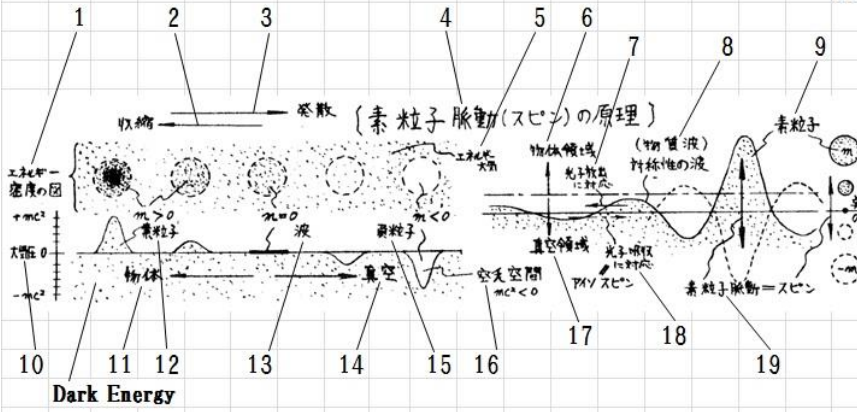 1 2 3 4 5 6 7 8 9
発散
収縮
〔素粒子脈動(スピン)の原理〕
エネルギー
密度の図
エネルギー
大気
物体領域
光子放出
に対応
(物質波)
対称性の波
素粒子
m
m>0
m=0
m<0
+mc²
大気圧 0
-mc²
素粒子
波
物体
真空
空毛空間
mc²<0
真空領域
光子吸収
に対応
アイソスピン
素粒子脈動=スピン
-m
10 11 12 13 14 15 16 17 18 19
Dark Energy